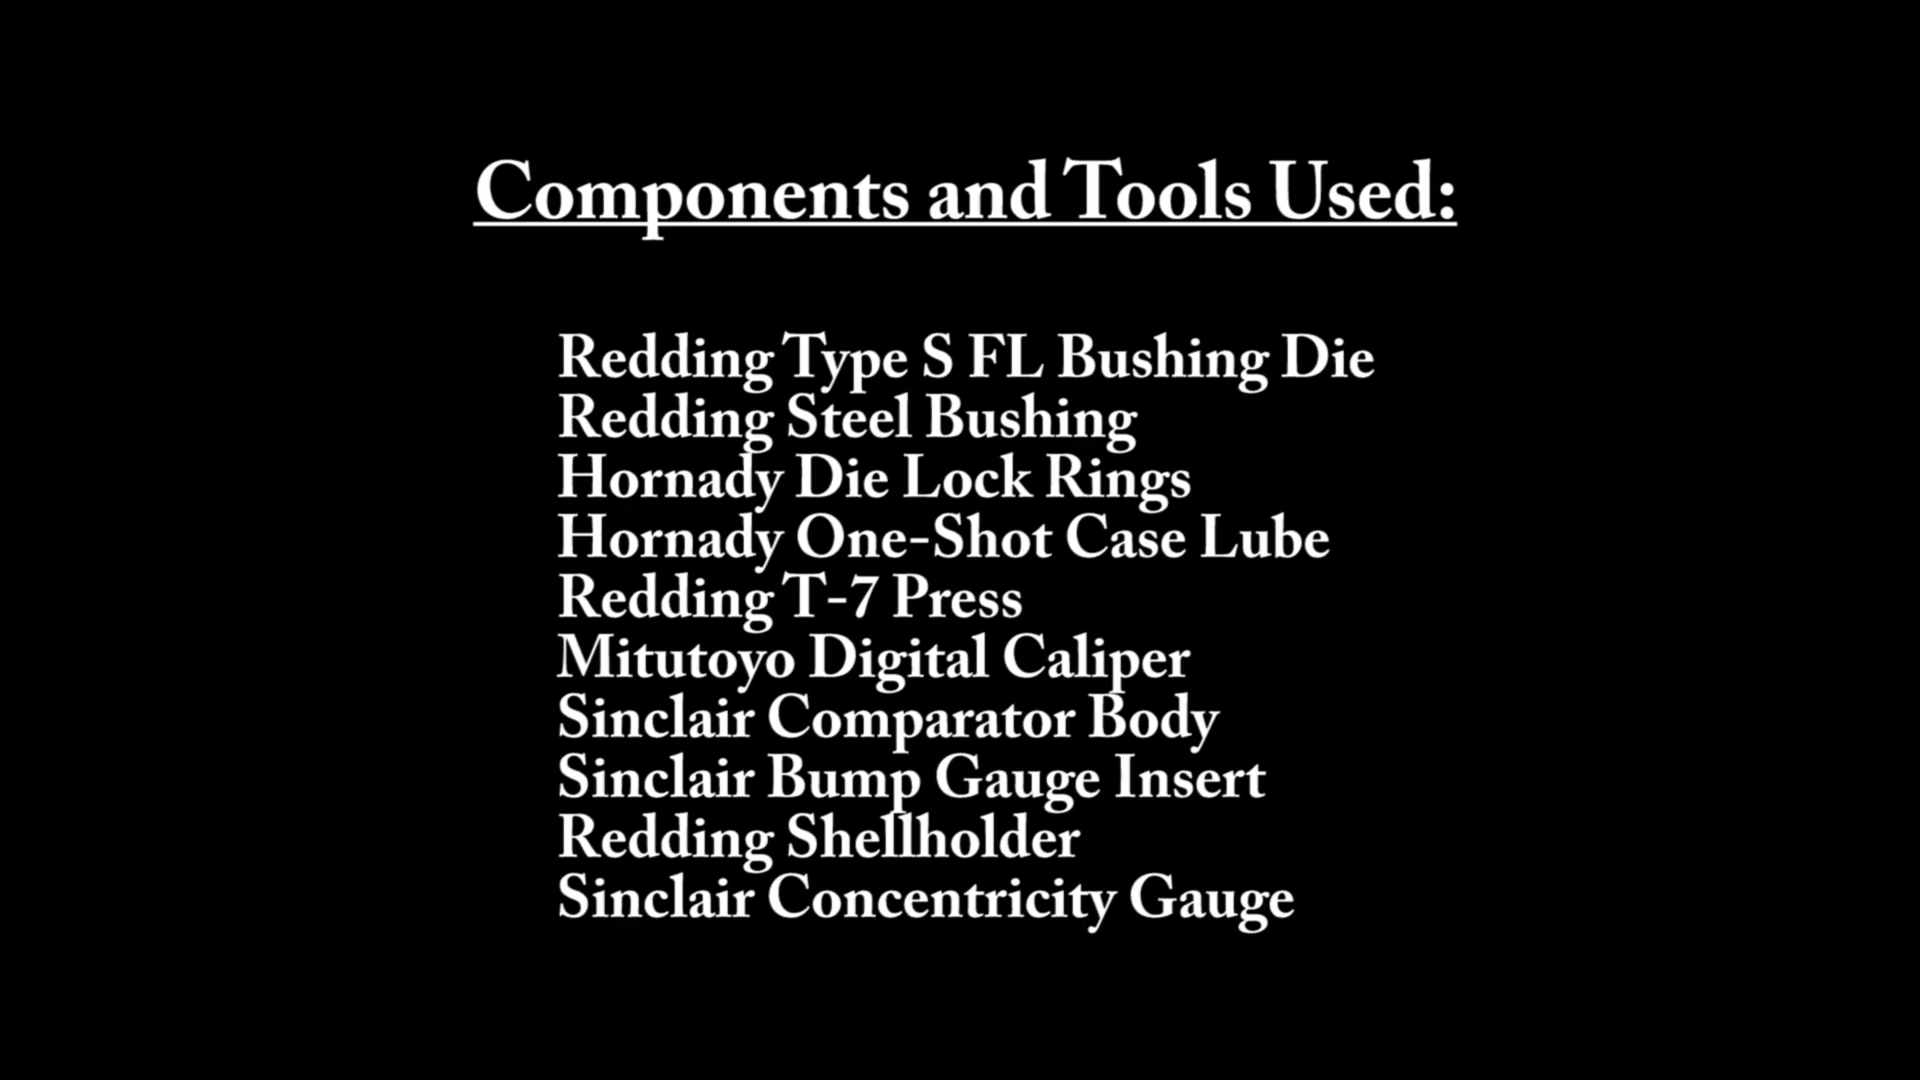 Components and Tools Used:
Redding Type S FL Bushing Die
Redding Steel Bushing
Hornady Die Lock Rings
Hornady One-Shot Case Lube
Redding T-7 Press
Mitutoyo Digital Caliper
Sinclair Comparator Body
Sinclair Bump Gauge Insert
Redding Shellholder
Sinclair Concentricity Gauge